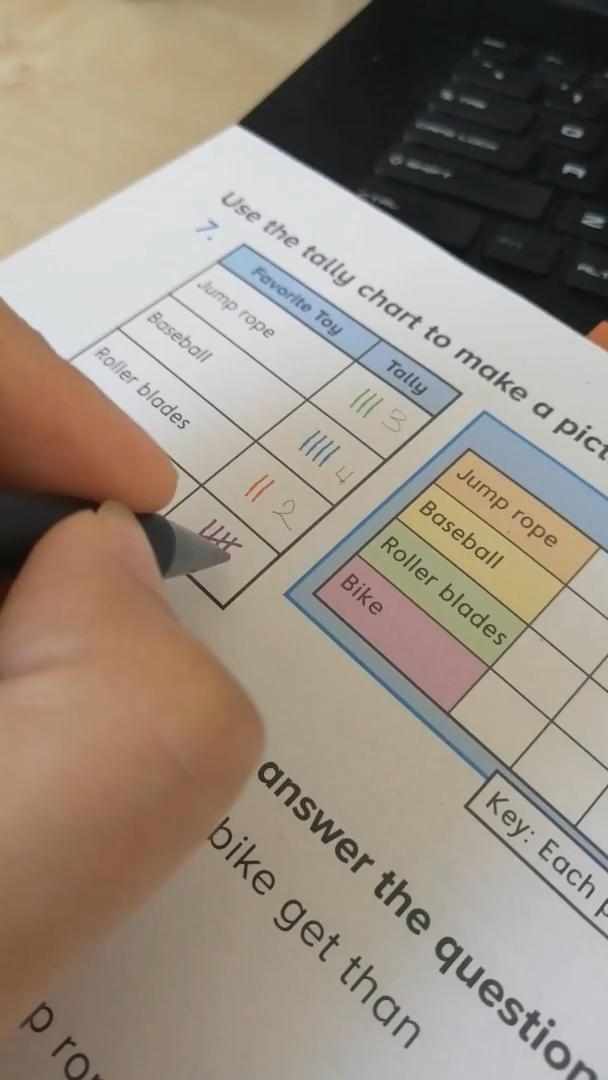 Use the tally chart to make a pict
7.
Favorite Toy Tally
Jump rope 3
Baseball 4
Roller blades 2
Jump rope
Baseball
Roller blades
Bike
Key: Each p
answer the question
bike get than
p rop